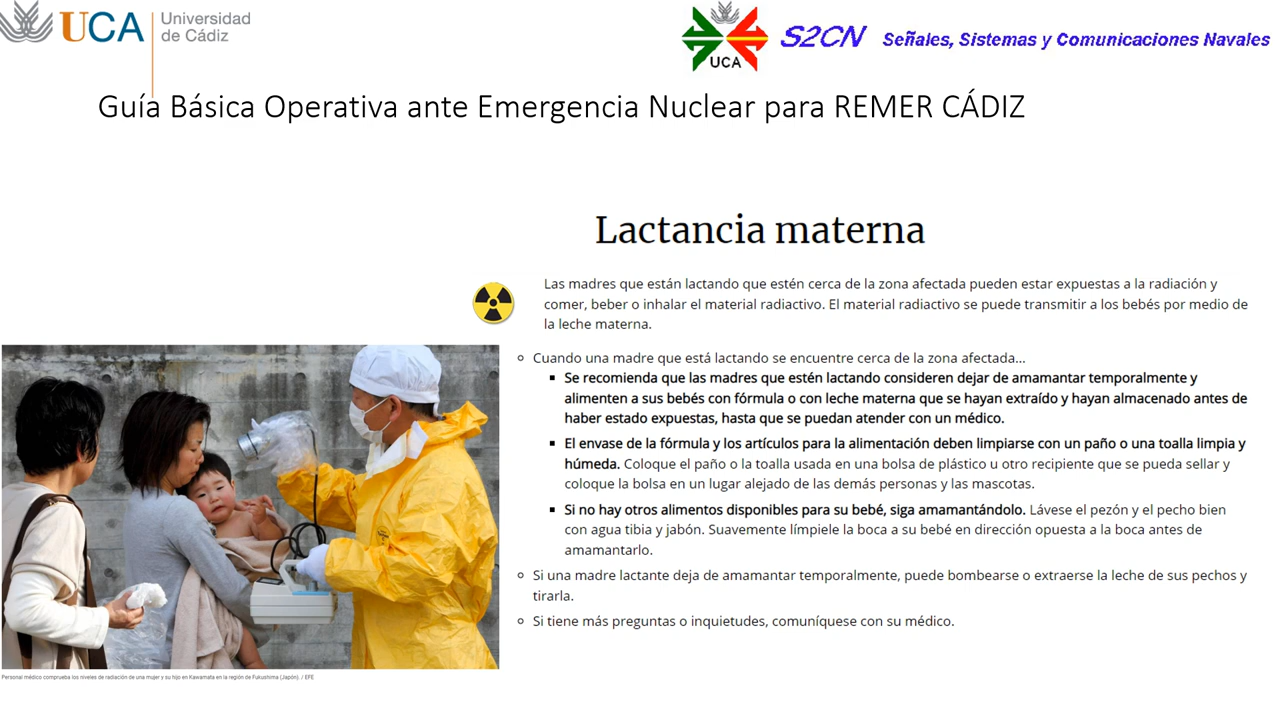 UCA Universidad de Cádiz
UCA
S2CN Señales, Sistemas y Comunicaciones Navales
Guía Básica Operativa ante Emergencia Nuclear para REMER CÁDIZ
Lactancia materna
Las madres que están lactando que estén cerca de la zona afectada pueden estar expuestas a la radiación y
comer, beber o inhalar el material radiactivo. El material radiactivo se puede transmitir a los bebés por medio de
la leche materna.
Cuando una madre que está lactando se encuentre cerca de la zona afectada...
Se recomienda que las madres que estén lactando consideren dejar de amamantar temporalmente y
alimenten a sus bebés con fórmula o con leche materna que se hayan extraído y hayan almacenado antes de
haber estado expuestas, hasta que se puedan atender con un médico.
El envase de la fórmula y los artículos para la alimentación deben limpiarse con un paño o una toalla limpia y
húmeda. Coloque el paño o la toalla usada en una bolsa de plástico u otro recipiente que se pueda sellar y
coloque la bolsa en un lugar alejado de las demás personas y las mascotas.
Si no hay otros alimentos disponibles para su bebé, siga amamantándolo. Lávese el pezón y el pecho bien
con agua tibia y jabón. Suavemente límpiele la boca a su bebé en dirección opuesta a la boca antes de
amamantarlo.
Si una madre lactante deja de amamantar temporalmente, puede bombearse o extraerse la leche de sus pechos y
tirarla.
Si tiene más preguntas o inquietudes, comuníquese con su médico.
Personal médico comprueba los niveles de radiación de una mujer y su hijo en Kawamata en la región de Fukushima (Japón). / EFE